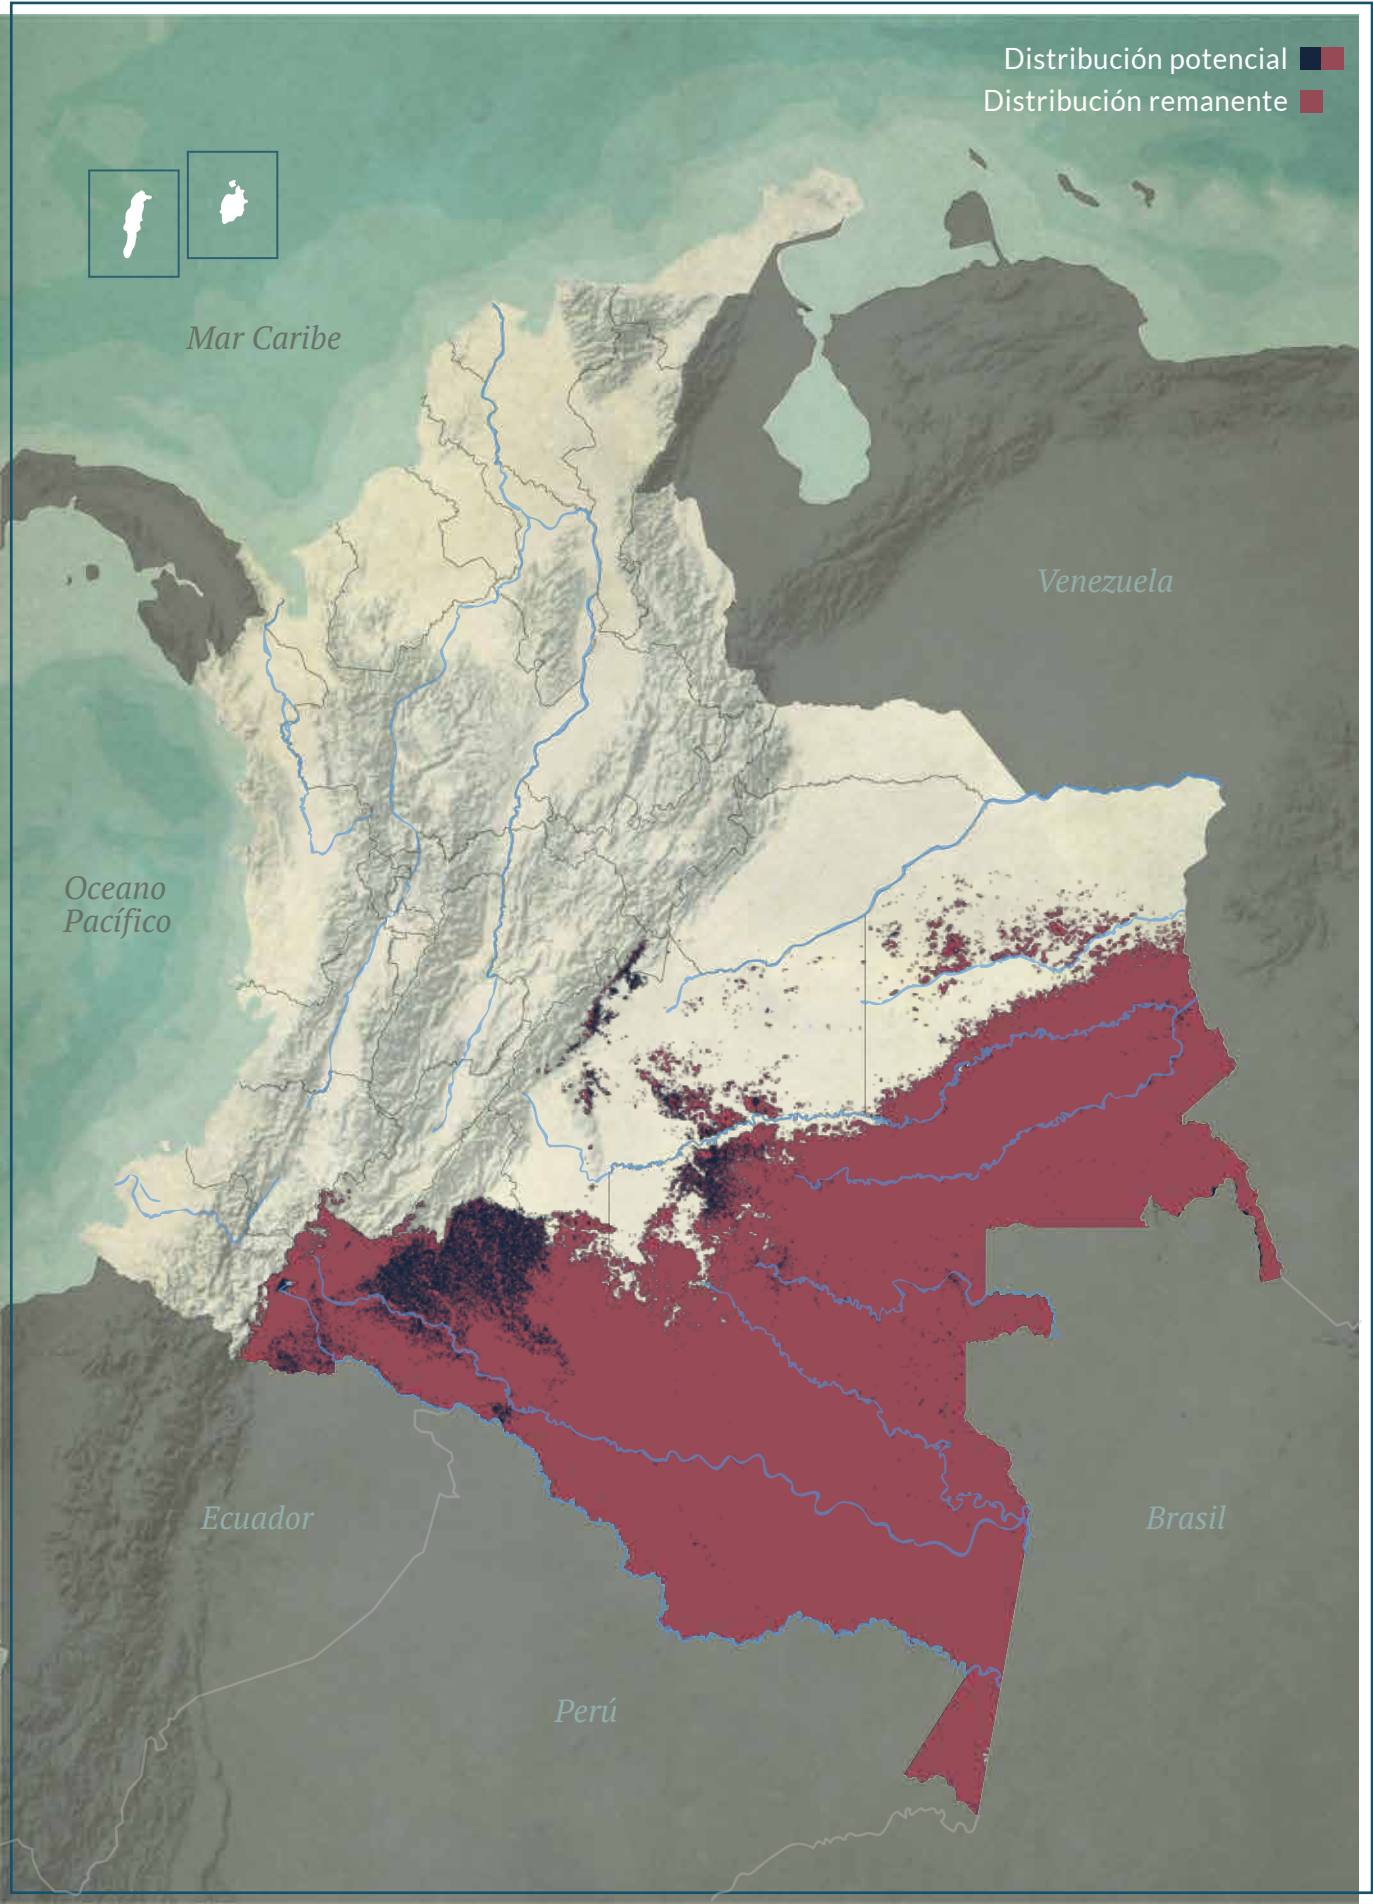 Distribución potencial
Distribución remanente
Mar Caribe
Venezuela
Oceano
Pacífico
Ecuador
Brasil
Perú